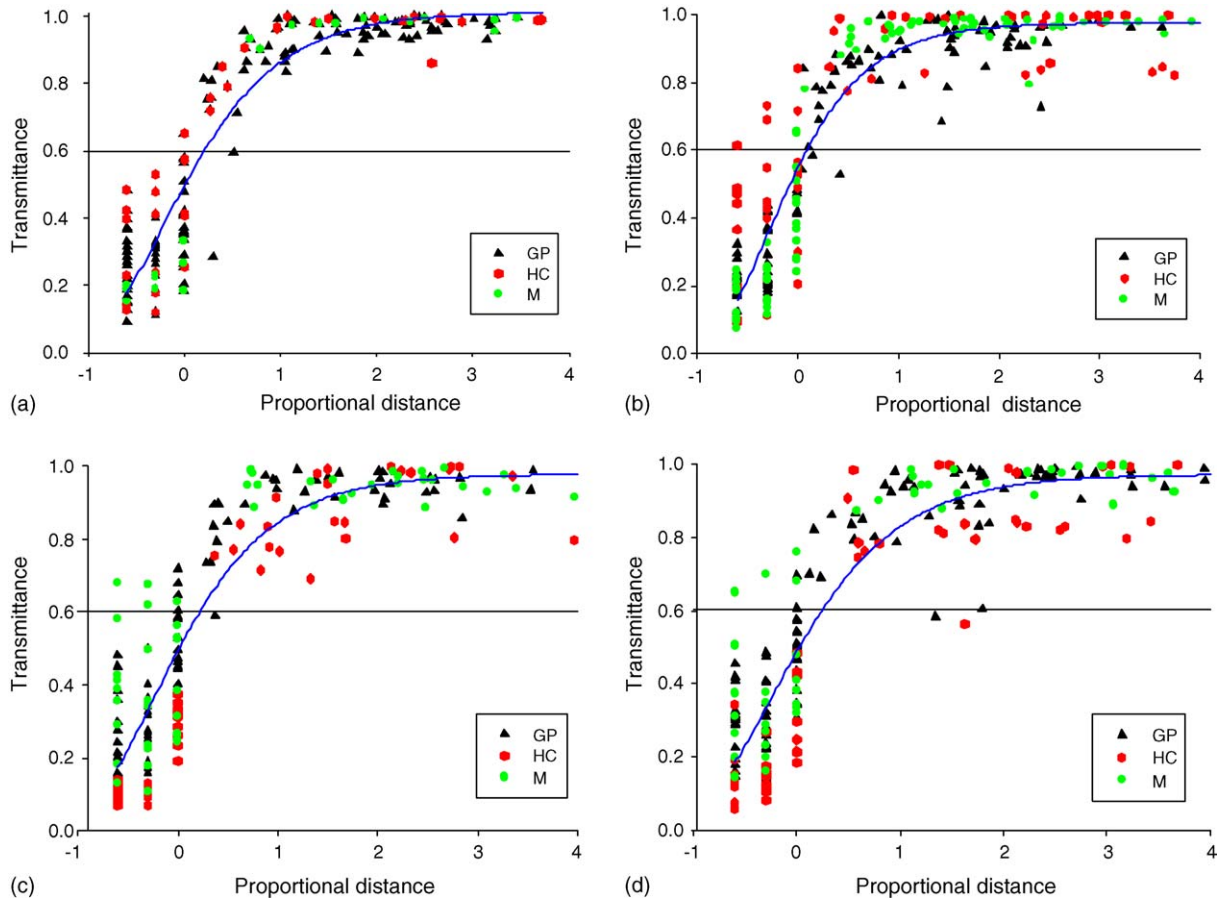 1.0
0.8
0.6
0.4
0.2
0.0
Transmittance
GP
HC
M
-1 0 1 2 3 4
(a) Proportional distance
1.0
0.8
0.6
0.4
0.2
0.0
Transmittance
GP
HC
M
-1 0 1 2 3 4
(b) Proportional distance
1.0
0.8
0.6
0.4
0.2
0.0
Transmittance
GP
HC
M
-1 0 1 2 3 4
(c) Proportional distance
1.0
0.8
0.6
0.4
0.2
0.0
Transmittance
GP
HC
M
-1 0 1 2 3 4
(d) Proportional distance